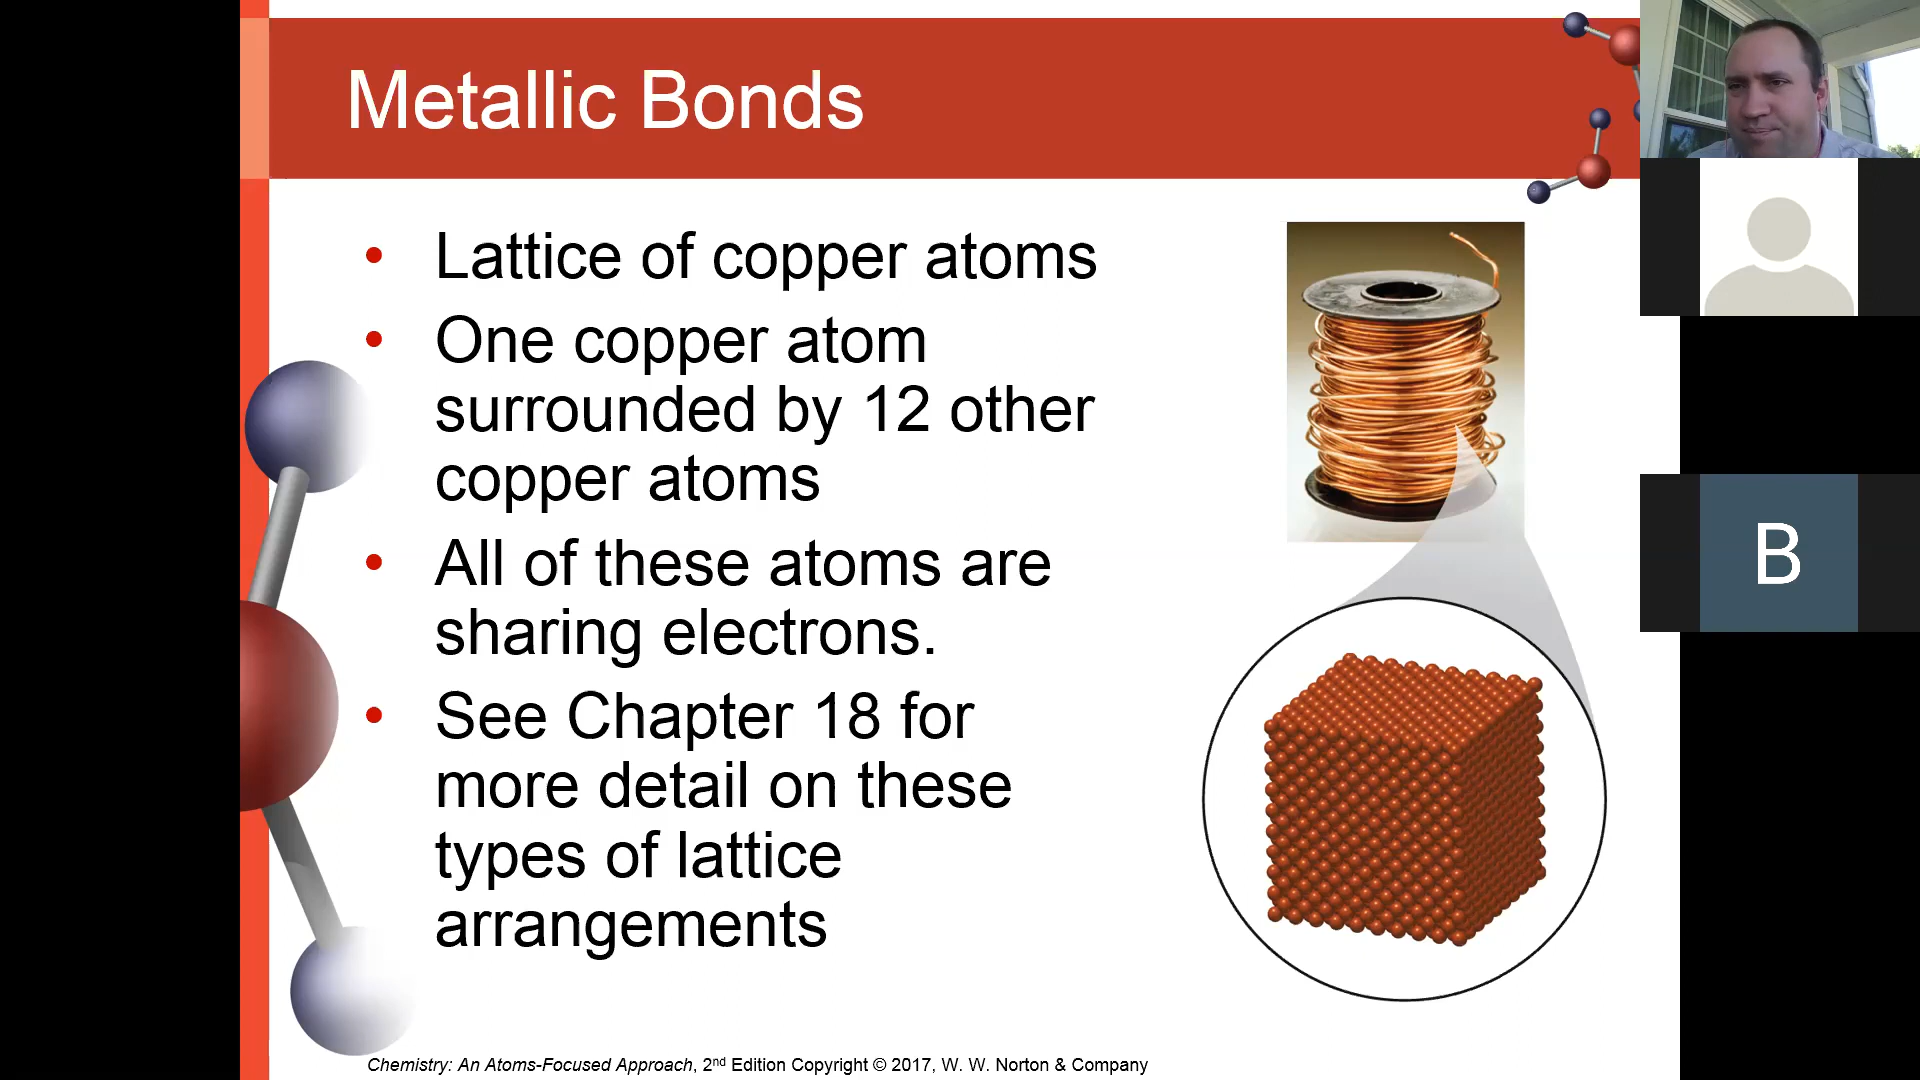 Metallic Bonds
• Lattice of copper atoms
• One copper atom
surrounded by 12 other
copper atoms
• All of these atoms are
sharing electrons.
• See Chapter 18 for
more detail on these
types of lattice
arrangements
B
Chemistry: An Atoms-Focused Approach, 2nd Edition Copyright © 2017, W. W. Norton & Company